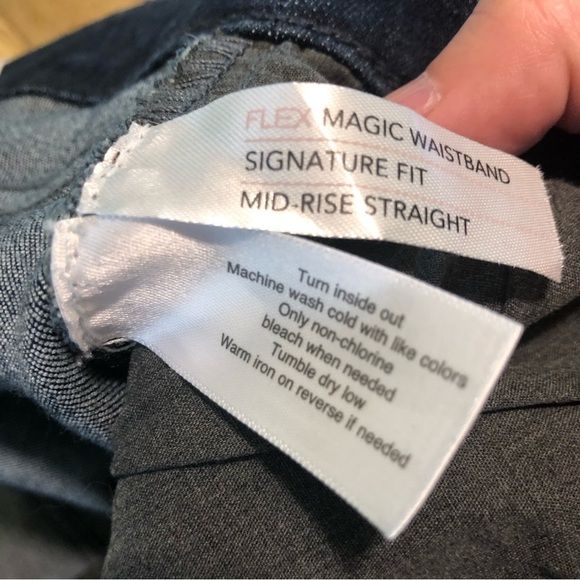 FLEX MAGIC WAISTBAND
SIGNATURE FIT
MID-RISE STRAIGHT
Turn inside out
Machine wash cold with like colors
Only non-chlorine
bleach when needed
Tumble dry low
Warm iron on reverse if needed